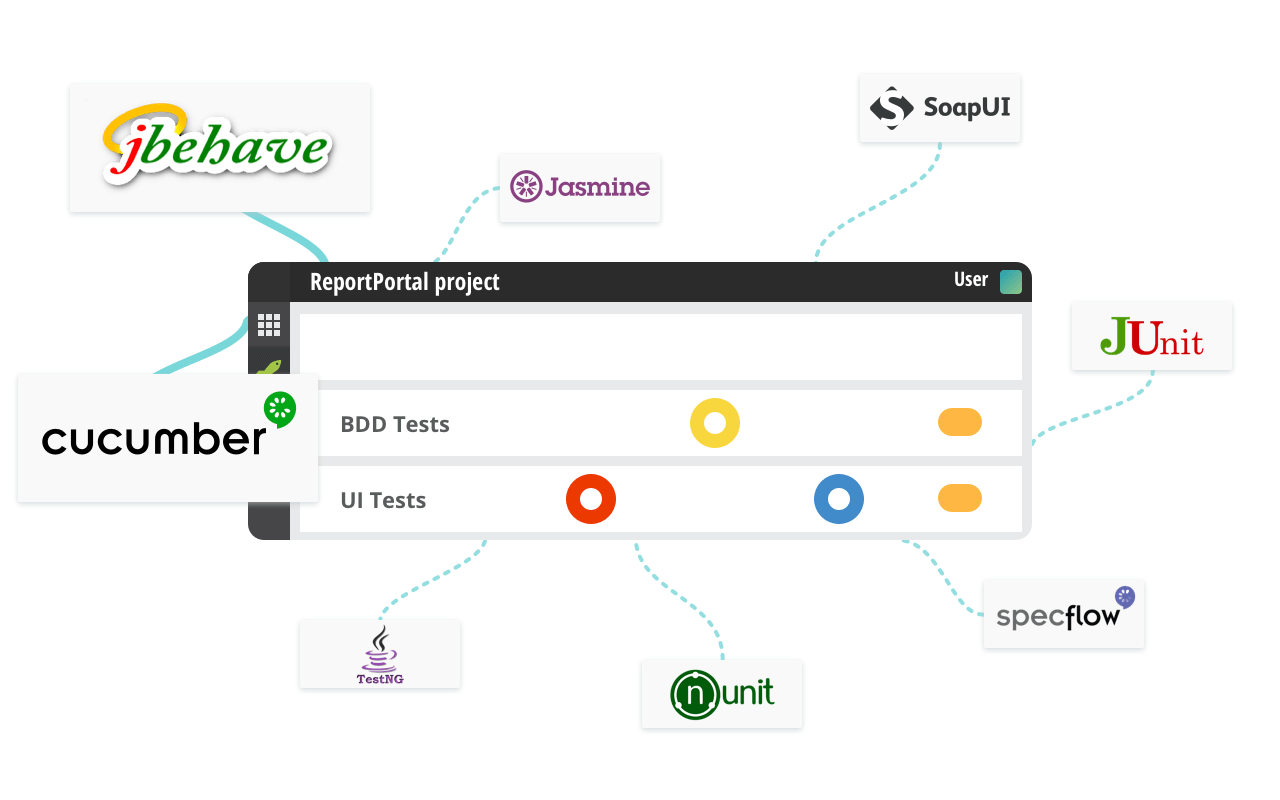 jbehave
SoapUI
Jasmine
ReportPortal project
User
JUnit
cucumber
BDD Tests
UI Tests
specflow
TestNG
nunit